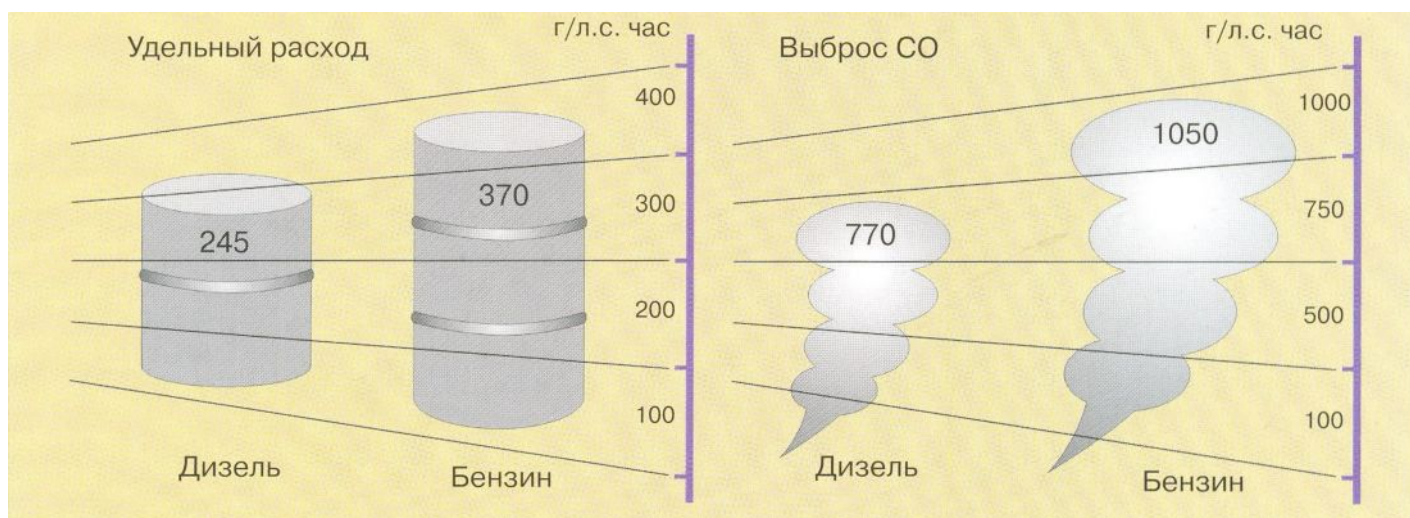 Удельный расход
г/л.с. час
400
300
200
100
245
370
Дизель
Бензин
Выброс СО
г/л.с. час
1000
750
500
100
770
1050
Дизель
Бензин